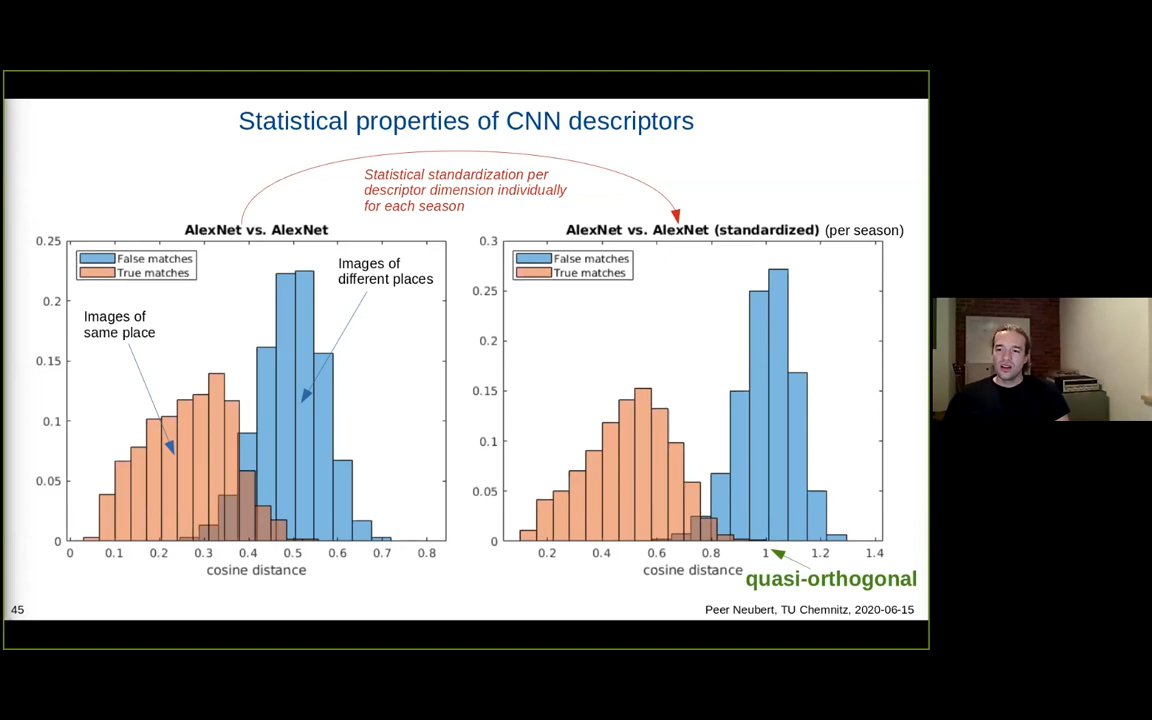 Statistical properties of CNN descriptors
Statistical standardization per
descriptor dimension individually
for each season
AlexNet vs. AlexNet
0.25
0.2
0.15
0.1
0.05
0
False matches
True matches
Images of
different places
Images of
same place
0 0.1 0.2 0.3 0.4 0.5 0.6 0.7 0.8
cosine distance
AlexNet vs. AlexNet (standardized) (per season)
0.3
0.25
0.2
0.15
0.1
0.05
0
False matches
True matches
0.2 0.4 0.6 0.8 1 1.2 1.4
cosine distance
quasi-orthogonal
45
Peer Neubert, TU Chemnitz, 2020-06-15